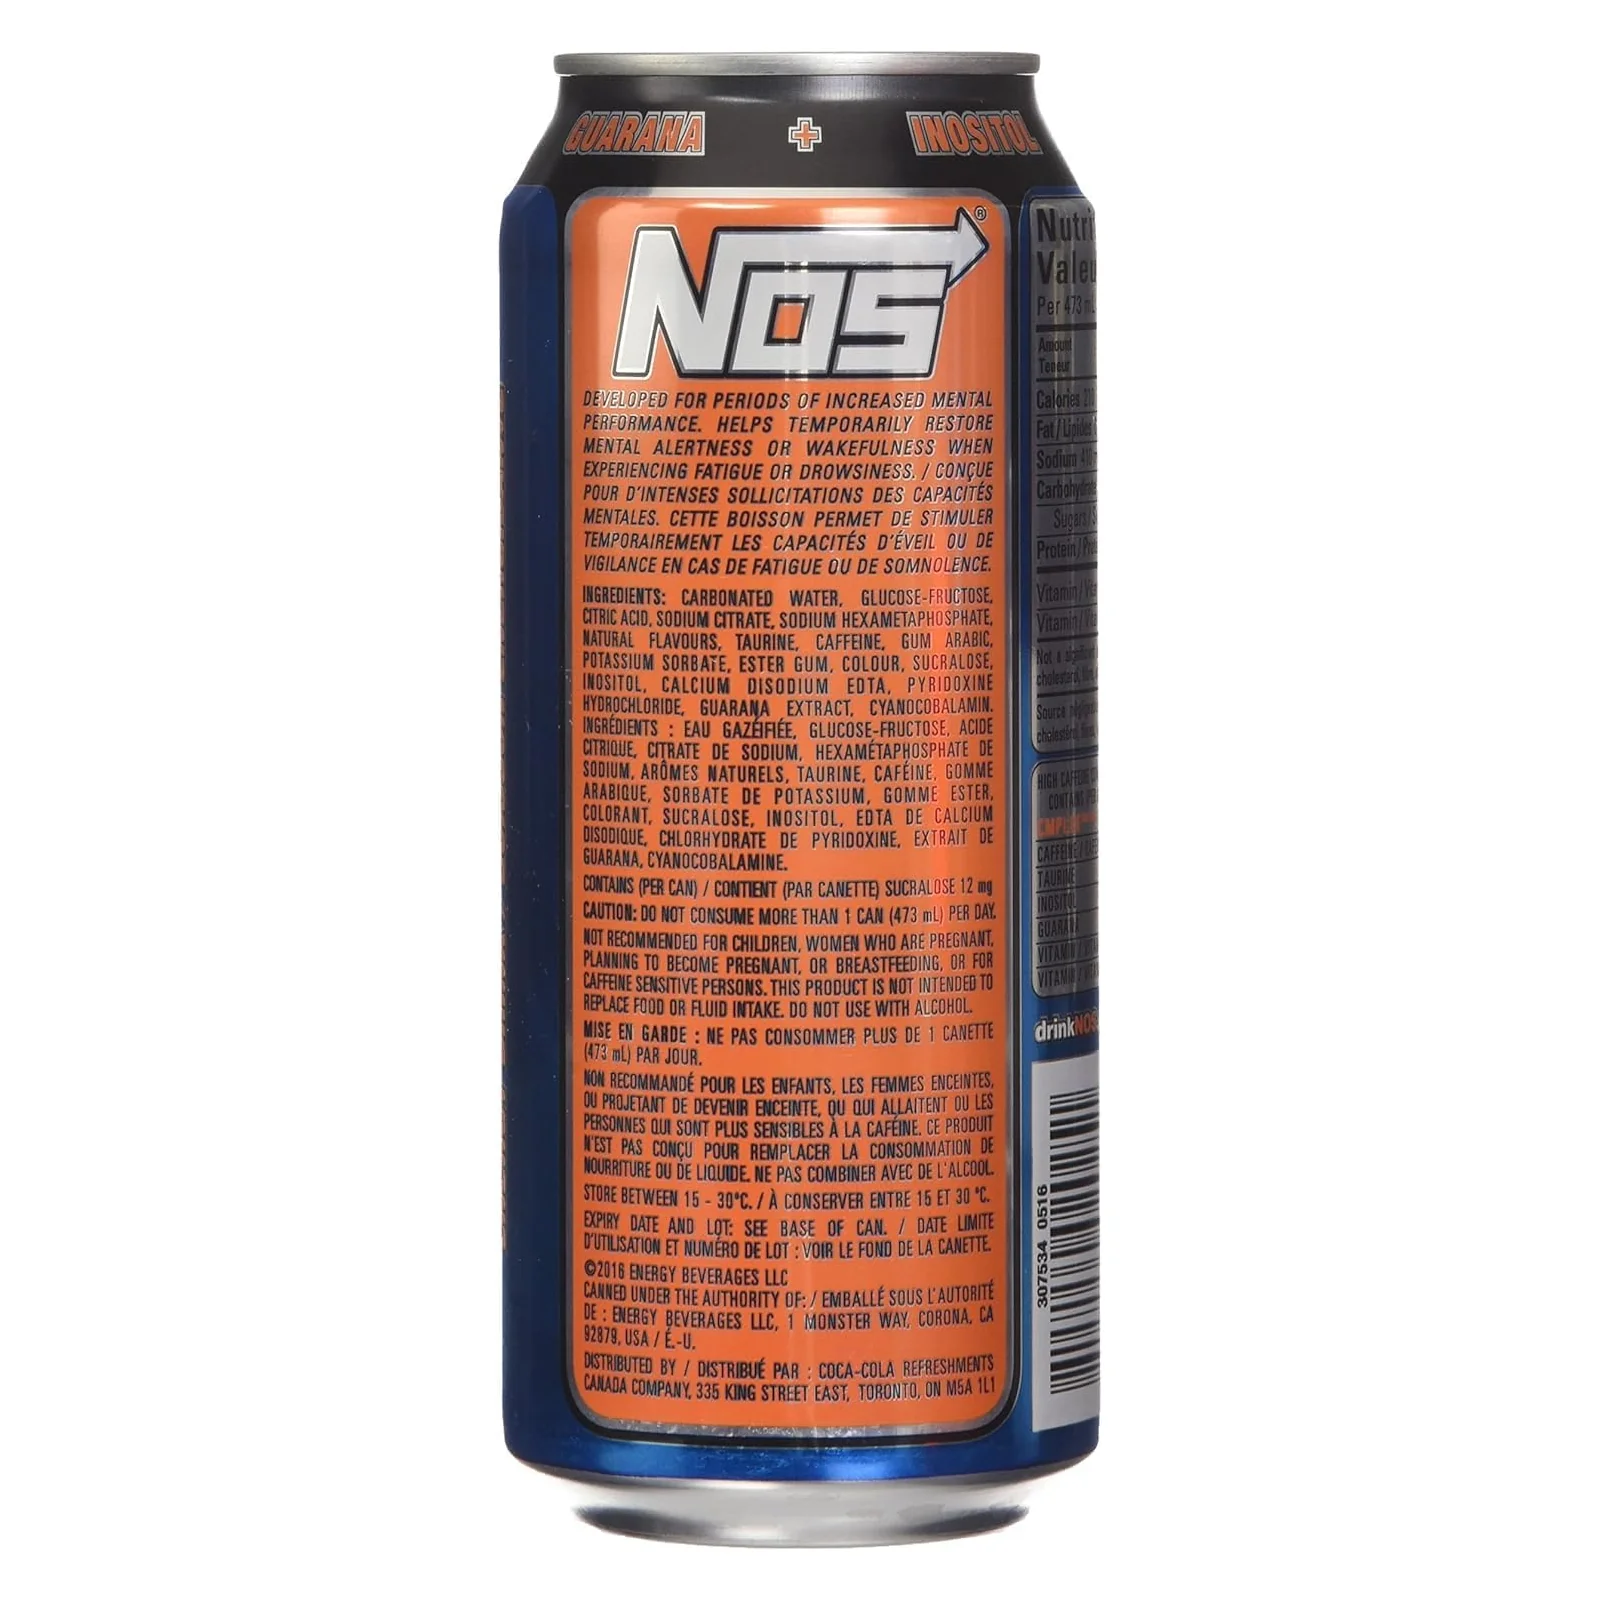 GUARANA + INOSITOL
NOS®
DEVELOPED FOR PERIODS OF INCREASED MENTAL
PERFORMANCE. HELPS TEMPORARILY RESTORE
MENTAL ALERTNESS OR WAKEFULNESS WHEN
EXPERIENCING FATIGUE OR DROWSINESS. / CONÇUE
POUR D'INTENSES SOLLICITATIONS DES CAPACITÉS
MENTALES. CETTE BOISSON PERMET DE STIMULER
TEMPORAIREMENT LES CAPACITÉS D'ÉVEIL OU DE
VIGILANCE EN CAS DE FATIGUE OU DE SOMNOLENCE.
INGREDIENTS: CARBONATED WATER, GLUCOSE-FRUCTOSE,
CITRIC ACID, SODIUM CITRATE, SODIUM HEXAMETAPHOSPHATE,
NATURAL FLAVOURS, TAURINE, CAFFEINE, GUM ARABIC,
POTASSIUM SORBATE, ESTER GUM, COLOUR, SUCRALOSE,
INOSITOL, CALCIUM DISODIUM EDTA, PYRIDOXINE
HYDROCHLORIDE, GUARANA EXTRACT, CYANOCOBALAMIN.
INGRÉDIENTS : EAU GAZÉIFIÉE, GLUCOSE-FRUCTOSE, ACIDE
CITRIQUE, CITRATE DE SODIUM, HEXAMÉTAPHOSPHATE DE
SODIUM, ARÔMES NATURELS, TAURINE, CAFÉINE, GOMME
ARABIQUE, SORBATE DE POTASSIUM, GOMME ESTER,
COLORANT, SUCRALOSE, INOSITOL, EDTA DE CALCIUM
DISODIQUE, CHLORHYDRATE DE PYRIDOXINE, EXTRAIT DE
GUARANA, CYANOCOBALAMINE.
CONTAINS (PER CAN) / CONTIENT (PAR CANETTE) SUCRALOSE 12 mg
CAUTION: DO NOT CONSUME MORE THAN 1 CAN (473 mL) PER DAY.
NOT RECOMMENDED FOR CHILDREN, WOMEN WHO ARE PREGNANT,
PLANNING TO BECOME PREGNANT, OR BREASTFEEDING, OR FOR
CAFFEINE SENSITIVE PERSONS. THIS PRODUCT IS NOT INTENDED TO
REPLACE FOOD OR FLUID INTAKE. DO NOT USE WITH ALCOHOL.
MISE EN GARDE : NE PAS CONSOMMER PLUS DE 1 CANETTE
(473 mL) PAR JOUR.
NON RECOMMANDÉ POUR LES ENFANTS, LES FEMMES ENCEINTES,
OU PROJETANT DE DEVENIR ENCEINTE, OU QUI ALLAITENT OU LES
PERSONNES QUI SONT PLUS SENSIBLES À LA CAFÉINE. CE PRODUIT
N'EST PAS CONÇU POUR REMPLACER LA CONSOMMATION DE
NOURRITURE OU DE LIQUIDE. NE PAS COMBINER AVEC DE L'ALCOOL.
STORE BETWEEN 15 - 30°C. / À CONSERVER ENTRE 15 ET 30 °C.
EXPIRY DATE AND LOT: SEE BASE OF CAN. / DATE LIMITE
D'UTILISATION ET NUMÉRO DE LOT : VOIR LE FOND DE LA CANETTE.
©2016 ENERGY BEVERAGES LLC
CANNED UNDER THE AUTHORITY OF: / EMBALLÉ SOUS L'AUTORITÉ
DE : ENERGY BEVERAGES LLC, 1 MONSTER WAY, CORONA, CA
92879, USA / É.-U.
DISTRIBUTED BY / DISTRIBUÉ PAR : COCA-COLA REFRESHMENTS
CANADA COMPANY, 335 KING STREET EAST, TORONTO, ON M5A 1L1
Per 473 mL
Amount
Teneur
Calories
Fat / Lipides
Sodium
Protein
Vitamin
Vitamin
Not a
Source
HIGH CAFFEINE
TAURINE
INOSITOL
GUARANA
drinkNOS
307534 0516